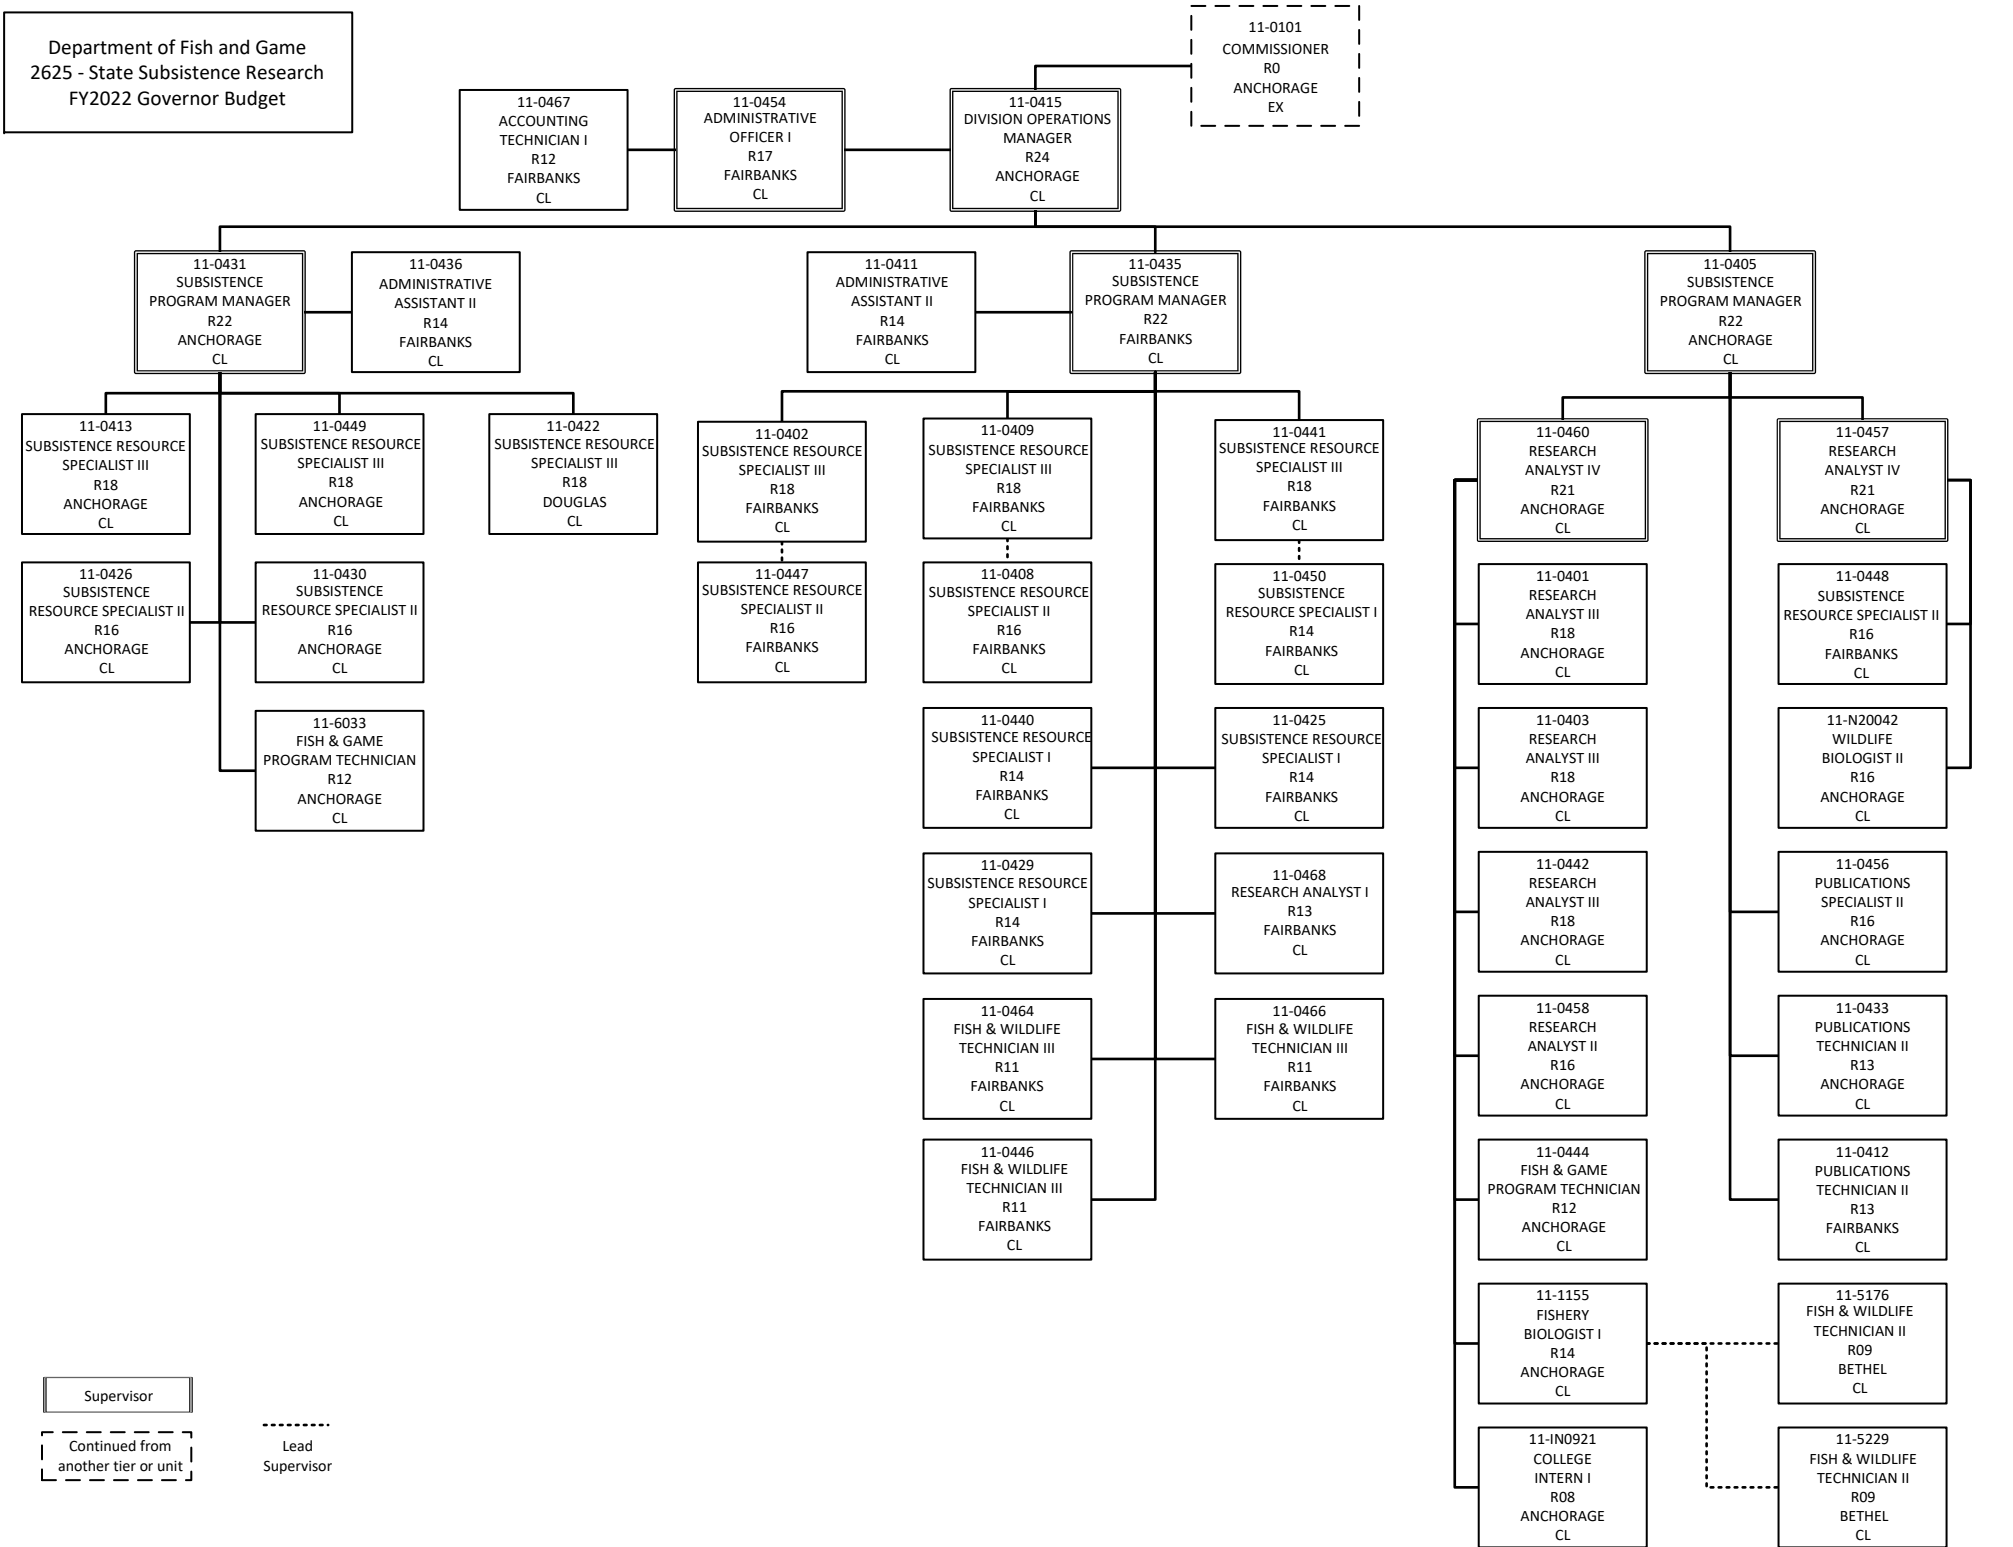 Department of Fish and Game
2625 - State Subsistence Research
FY2022 Governor Budget
11-0101
COMMISSIONER
R0
ANCHORAGE
EX
11-0467
ACCOUNTING
TECHNICIAN I
R12
FAIRBANKS
CL
11-0454
ADMINISTRATIVE
OFFICER I
R17
FAIRBANKS
CL
11-0415
DIVISION OPERATIONS
MANAGER
R24
ANCHORAGE
CL
11-0431
SUBSISTENCE
PROGRAM MANAGER
R22
ANCHORAGE
CL
11-0436
ADMINISTRATIVE
ASSISTANT II
R14
FAIRBANKS
CL
11-0411
ADMINISTRATIVE
ASSISTANT II
R14
FAIRBANKS
CL
11-0435
SUBSISTENCE
PROGRAM MANAGER
R22
FAIRBANKS
CL
11-0405
SUBSISTENCE
PROGRAM MANAGER
R22
ANCHORAGE
CL
11-0413
SUBSISTENCE RESOURCE
SPECIALIST III
R18
ANCHORAGE
CL
11-0449
SUBSISTENCE RESOURCE
SPECIALIST III
R18
ANCHORAGE
CL
11-0422
SUBSISTENCE RESOURCE
SPECIALIST III
R18
DOUGLAS
CL
11-0402
SUBSISTENCE RESOURCE
SPECIALIST III
R18
FAIRBANKS
CL
11-0409
SUBSISTENCE RESOURCE
SPECIALIST III
R18
FAIRBANKS
CL
11-0441
SUBSISTENCE RESOURCE
SPECIALIST III
R18
FAIRBANKS
CL
11-0460
RESEARCH
ANALYST IV
R21
ANCHORAGE
CL
11-0457
RESEARCH
ANALYST IV
R21
ANCHORAGE
CL
11-0426
SUBSISTENCE
RESOURCE SPECIALIST II
R16
ANCHORAGE
CL
11-0430
SUBSISTENCE
RESOURCE SPECIALIST II
R16
ANCHORAGE
CL
11-0447
SUBSISTENCE RESOURCE
SPECIALIST II
R16
FAIRBANKS
CL
11-0408
SUBSISTENCE RESOURCE
SPECIALIST II
R16
FAIRBANKS
CL
11-0450
SUBSISTENCE
RESOURCE SPECIALIST I
R14
FAIRBANKS
CL
11-0401
RESEARCH
ANALYST III
R18
ANCHORAGE
CL
11-0448
SUBSISTENCE
RESOURCE SPECIALIST II
R16
FAIRBANKS
CL
11-6033
FISH & GAME
PROGRAM TECHNICIAN
R12
ANCHORAGE
CL
11-0440
SUBSISTENCE RESOURCE
SPECIALIST I
R14
FAIRBANKS
CL
11-0425
SUBSISTENCE RESOURCE
SPECIALIST I
R14
FAIRBANKS
CL
11-0403
RESEARCH
ANALYST III
R18
ANCHORAGE
CL
11-N20042
WILDLIFE
BIOLOGIST II
R16
ANCHORAGE
CL
11-0429
SUBSISTENCE RESOURCE
SPECIALIST I
R14
FAIRBANKS
CL
11-0468
RESEARCH ANALYST I
R13
FAIRBANKS
CL
11-0442
RESEARCH
ANALYST III
R18
ANCHORAGE
CL
11-0456
PUBLICATIONS
SPECIALIST II
R16
ANCHORAGE
CL
11-0464
FISH & WILDLIFE
TECHNICIAN III
R11
FAIRBANKS
CL
11-0466
FISH & WILDLIFE
TECHNICIAN III
R11
FAIRBANKS
CL
11-0458
RESEARCH
ANALYST II
R16
ANCHORAGE
CL
11-0433
PUBLICATIONS
TECHNICIAN II
R13
ANCHORAGE
CL
11-0446
FISH & WILDLIFE
TECHNICIAN III
R11
FAIRBANKS
CL
11-0444
FISH & GAME
PROGRAM TECHNICIAN
R12
ANCHORAGE
CL
11-0412
PUBLICATIONS
TECHNICIAN II
R13
FAIRBANKS
CL
11-1155
FISHERY
BIOLOGIST I
R14
ANCHORAGE
CL
11-5176
FISH & WILDLIFE
TECHNICIAN II
R09
BETHEL
CL
11-IN0921
COLLEGE
INTERN I
R08
ANCHORAGE
CL
11-5229
FISH & WILDLIFE
TECHNICIAN II
R09
BETHEL
CL
Supervisor
Continued from
another tier or unit
Lead
Supervisor